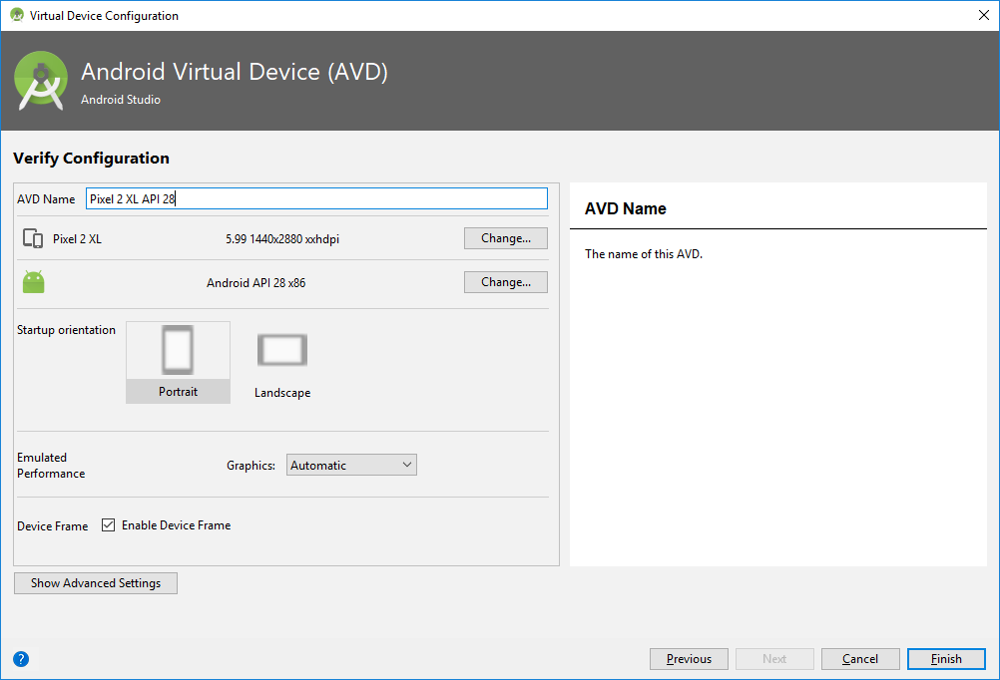 Virtual Device Configuration
Android Virtual Device (AVD)
Android Studio
Verify Configuration
AVD Name Pixel 2 XL API 28
Pixel 2 XL 5.99 1440x2880 xxhdpi Change...
Android API 28 x86 Change...
Startup orientation
Portrait
Landscape
Emulated
Performance
Graphics: Automatic
Device Frame Enable Device Frame
Show Advanced Settings
AVD Name
The name of this AVD.
?
Previous Next Cancel Finish